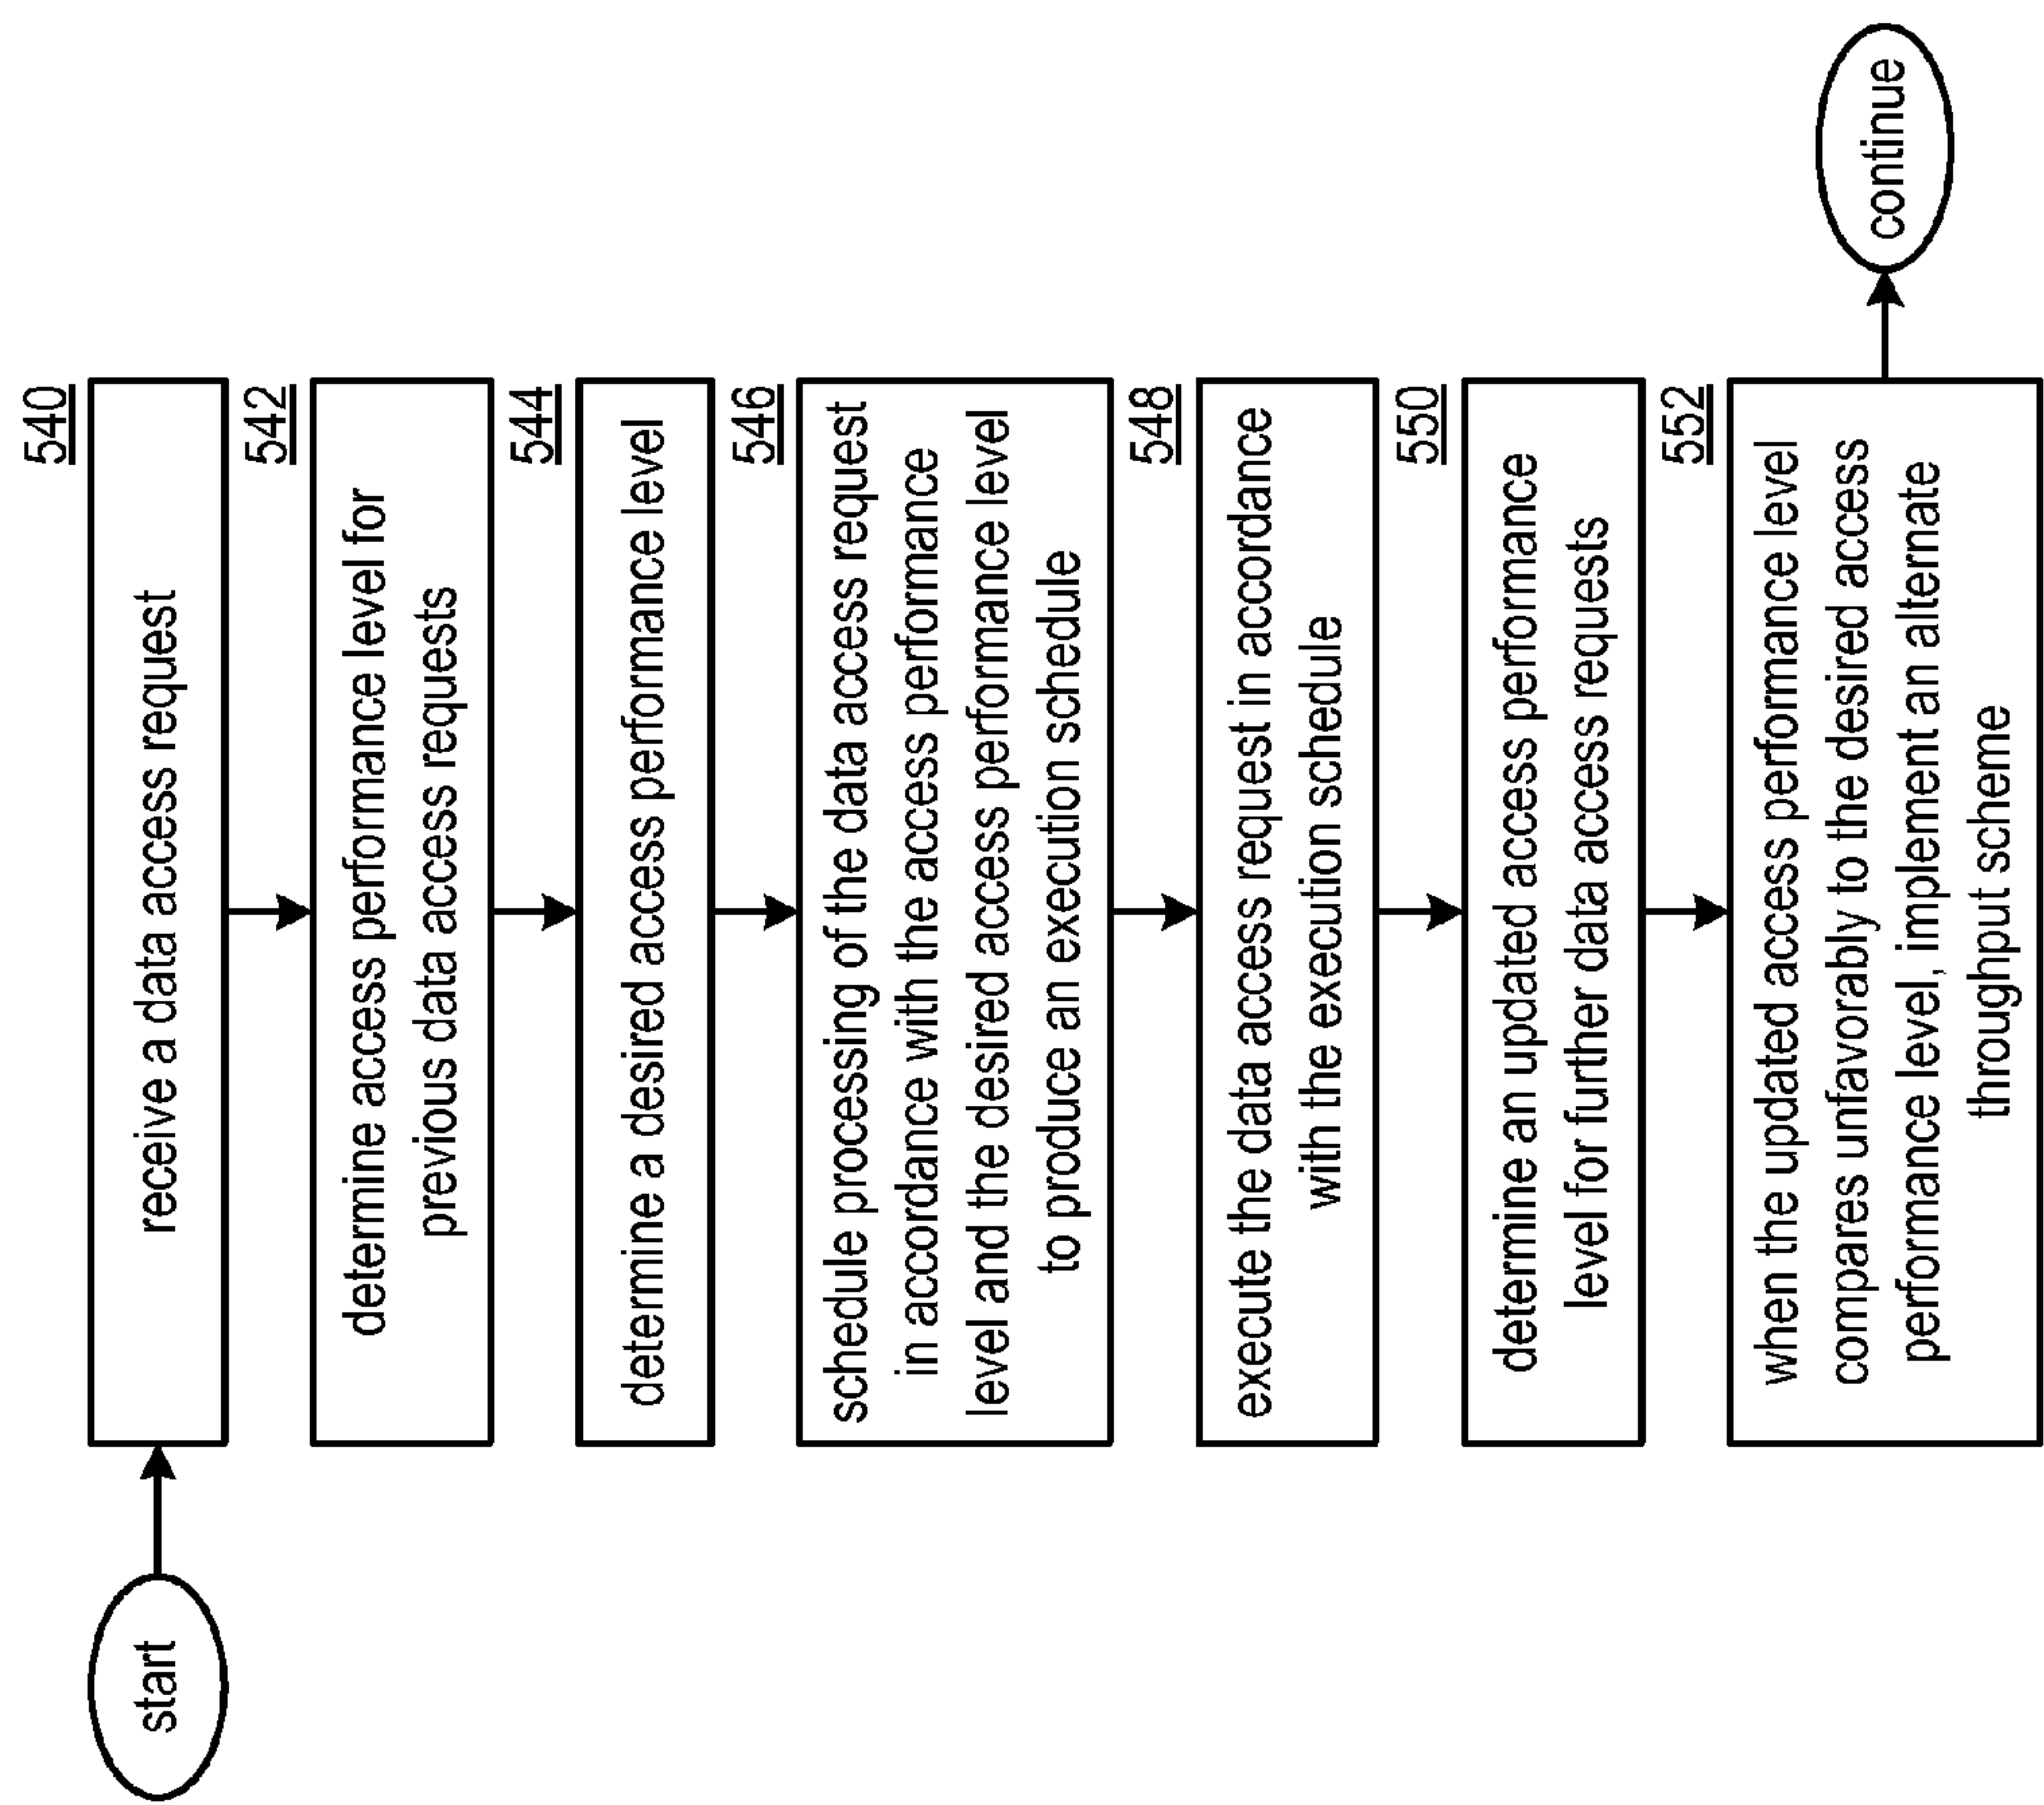 start
540
receive a data access request
542
determine access performance level for
previous data access requests
544
determine a desired access performance level
546
schedule processing of the data access request
in accordance with the access performance
level and the desired access performance level
to produce an execution schedule
548
execute the data access request in accordance
with the execution schedule
550
determine an updated access performance
level for further data access requests
552
when the updated access performance level
compares unfavorably to the desired access
performance level, implement an alternate
throughput scheme
continue